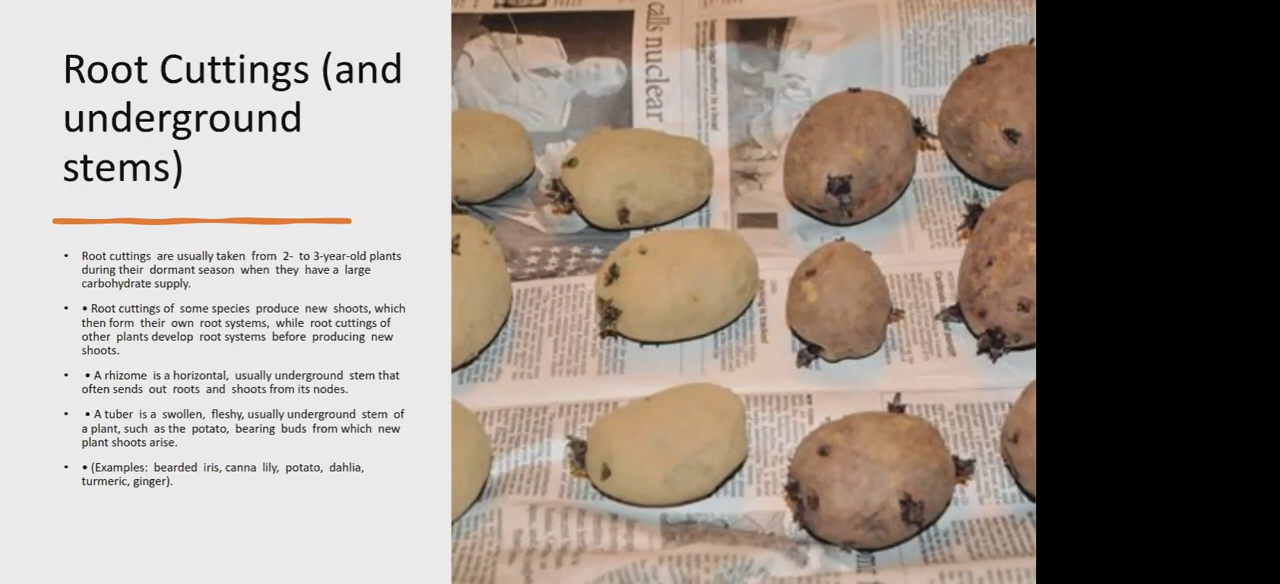 Root Cuttings (and
underground
stems)
• Root cuttings are usually taken from 2- to 3-year-old plants
during their dormant season when they have a large
carbohydrate supply.
• • Root cuttings of some species produce new shoots, which
then form their own root systems, while root cuttings of
other plants develop root systems before producing new
shoots.
• • A rhizome is a horizontal, usually underground stem that
often sends out roots and shoots from its nodes.
• • A tuber is a swollen, fleshy, usually underground stem of
a plant, such as the potato, bearing buds from which new
plant shoots arise.
• • (Examples: bearded iris, canna lily, potato, dahlia,
turmeric, ginger).
calls nuclear